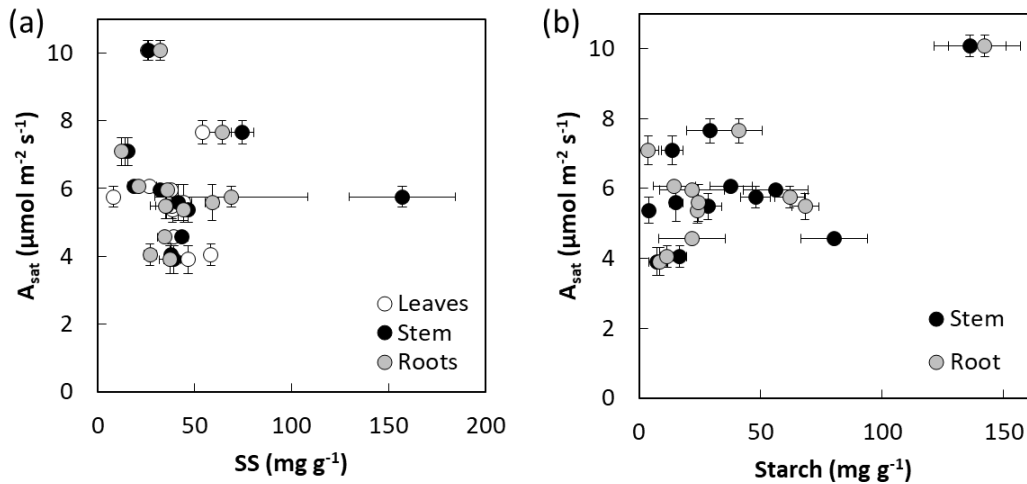 (a)
10
8
6
4
2
0
A_sat (µmol m⁻² s⁻¹)
Leaves
Stem
Roots
0 50 100 150 200
SS (mg g⁻¹)
(b)
10
8
6
4
2
0
A_sat (µmol m⁻² s⁻¹)
Stem
Root
0 50 100 150
Starch (mg g⁻¹)